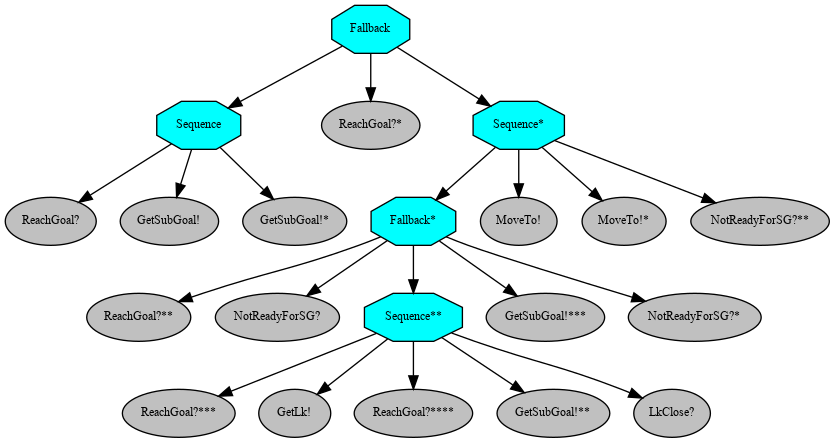 Fallback
Sequence
ReachGoal?*
Sequence*
ReachGoal?
GetSubGoal!
GetSubGoal!*
Fallback*
MoveTo!
MoveTo!*
NotReadyForSG?**
ReachGoal?**
NotReadyForSG?
Sequence**
GetSubGoal!***
NotReadyForSG?*
ReachGoal?***
GetLk!
ReachGoal?****
GetSubGoal!**
LkClose?